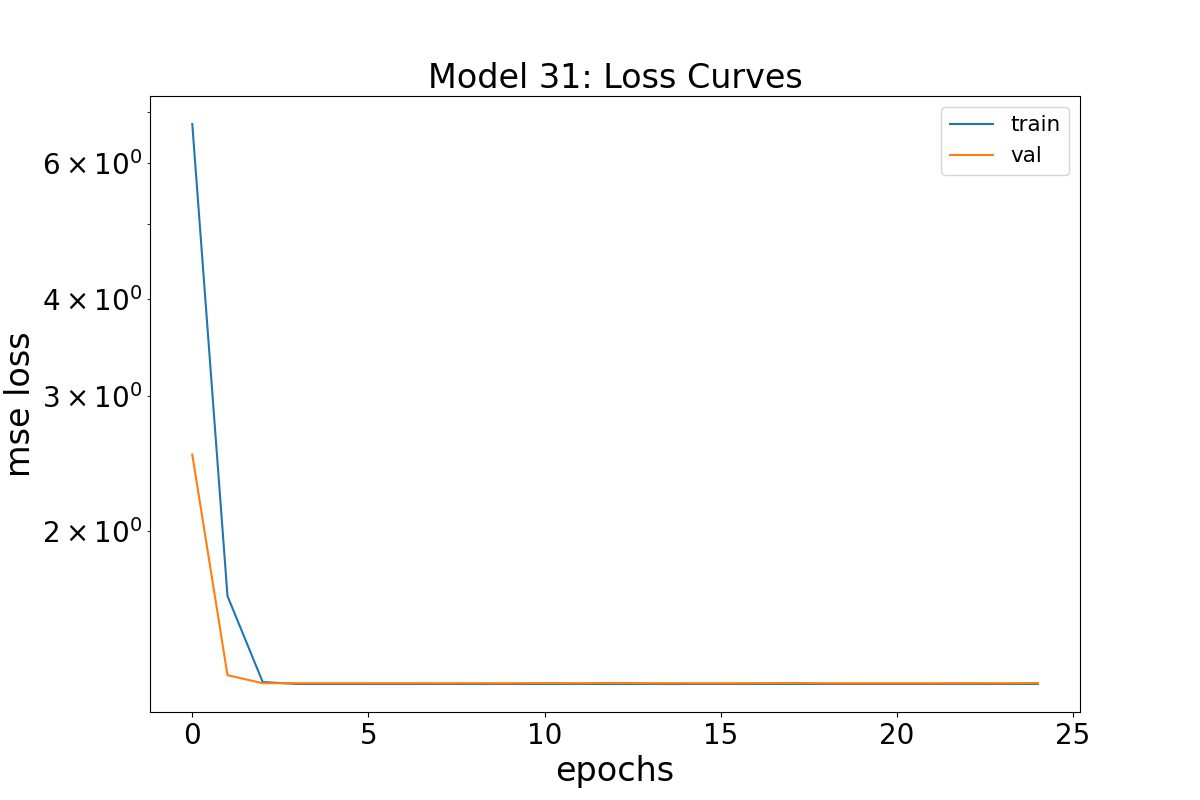 Model 31: Loss Curves
train
val
6 × 10⁰
4 × 10⁰
3 × 10⁰
2 × 10⁰
mse loss
0 5 10 15 20 25
epochs